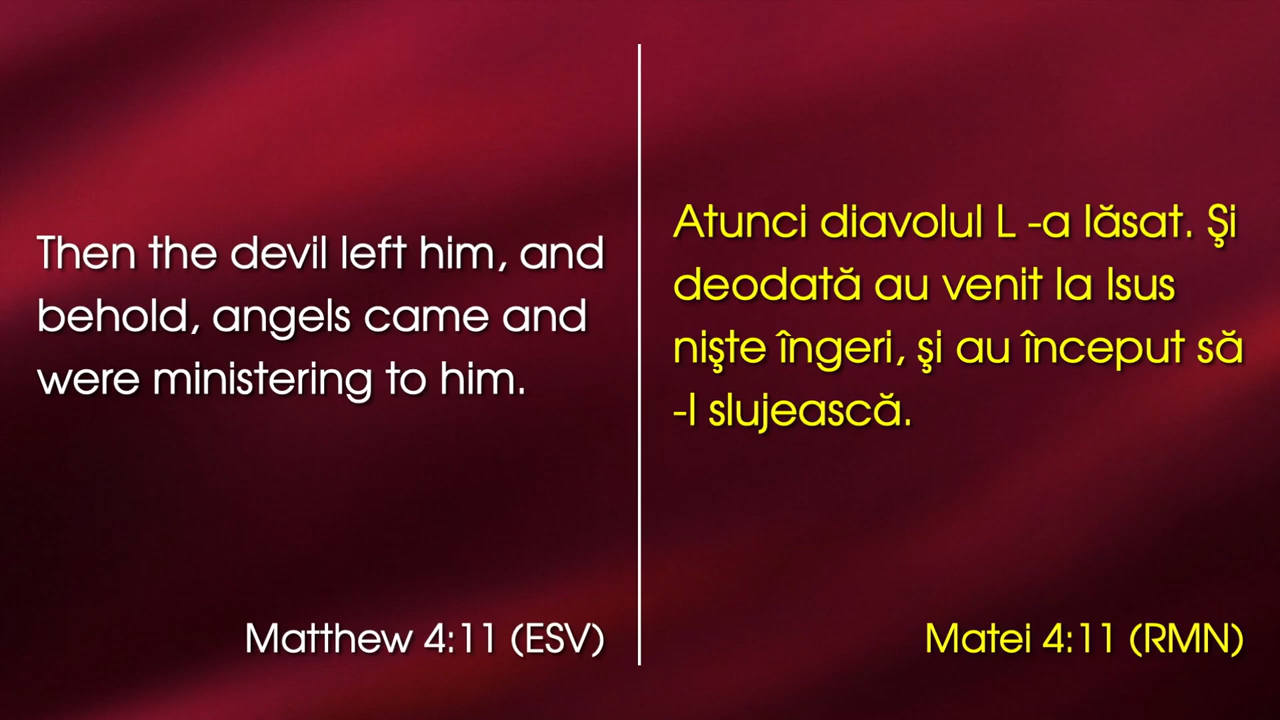 Then the devil left him, and
behold, angels came and
were ministering to him.
Matthew 4:11 (ESV)
Atunci diavolul L -a lăsat. Şi
deodată au venit la Isus
nişte îngeri, şi au început să
-l slujească.
Matei 4:11 (RMN)